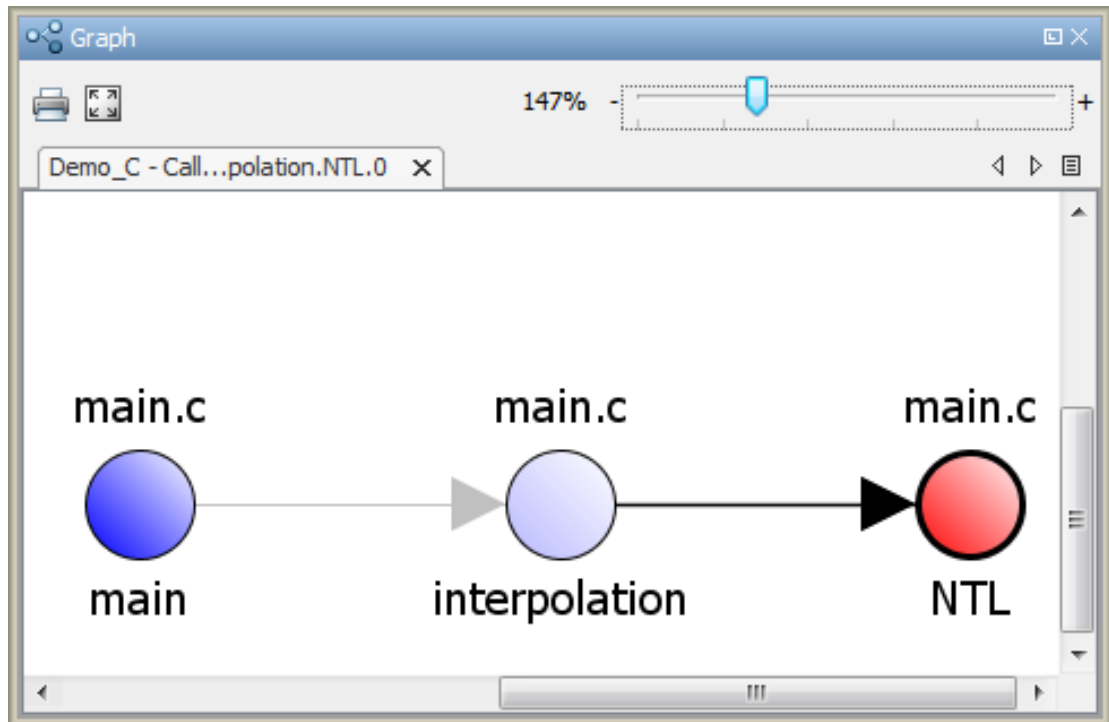 Graph
147% - +
Demo_C - Call...polation.NTL.0
main.c main.c main.c
main interpolation NTL